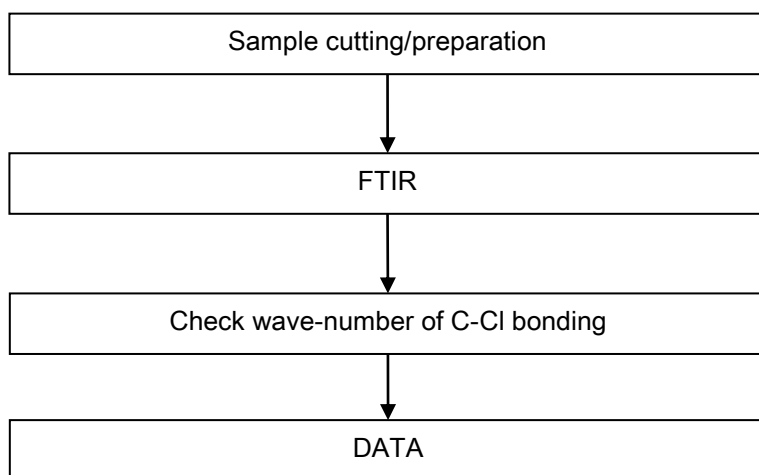 Sample cutting/preparation
FTIR
Check wave-number of C-Cl bonding
DATA